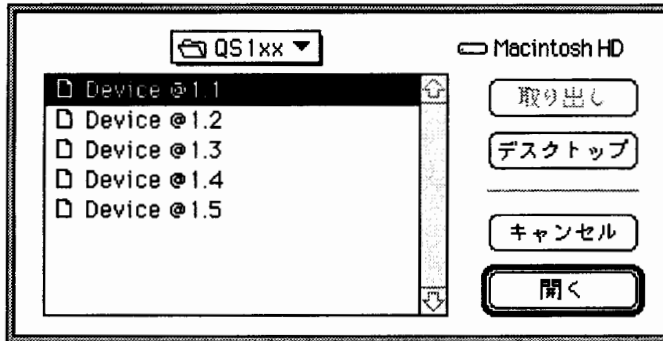 QS1xx
Macintosh HD
Device @1.1
Device @1.2
Device @1.3
Device @1.4
Device @1.5
取り出し
デスクトップ
キャンセル
開く